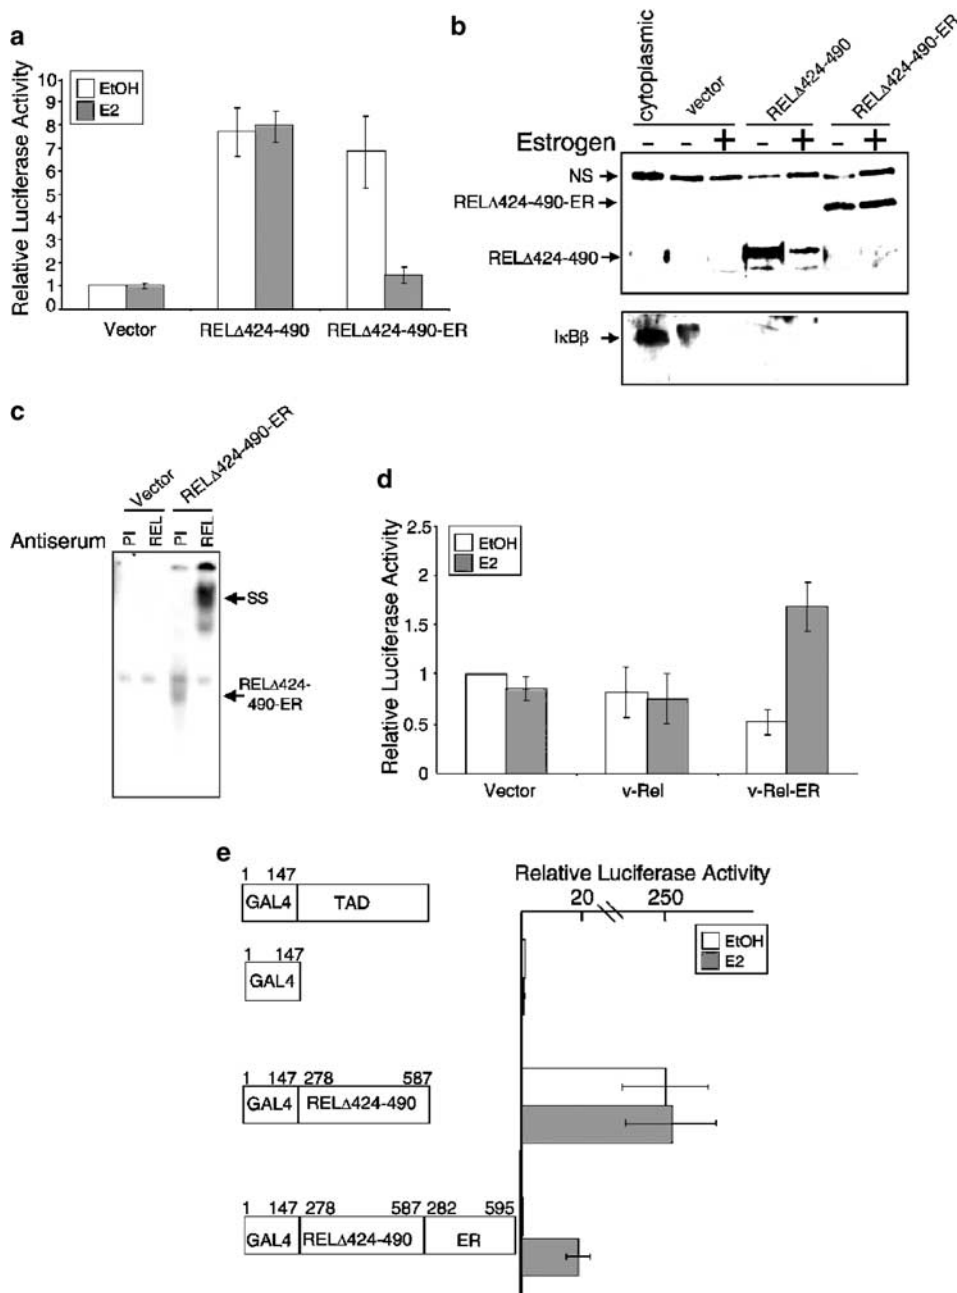 a
Relative Luciferase Activity
10
9
8
7
6
5
4
3
2
1
0
EtOH
E2
Vector
RELΔ424-490
RELΔ424-490-ER
b
cytoplasmic
vector
RELΔ424-490
RELΔ424-490-ER
Estrogen
- - + - + - +
NS
RELΔ424-490-ER
RELΔ424-490
IκBβ
c
Vector
RELΔ424-490-ER
Antiserum
PI
REL
PI
REL
SS
RELΔ424-
490-ER
d
Relative Luciferase Activity
2.5
2
1.5
1
0.5
0
EtOH
E2
Vector
v-Rel
v-Rel-ER
e
Relative Luciferase Activity
20
250
EtOH
E2
1 147
GAL4 TAD
1 147
GAL4
1 147 278 587
GAL4 RELΔ424-490
1 147 278 587 282 595
GAL4 RELΔ424-490 ER